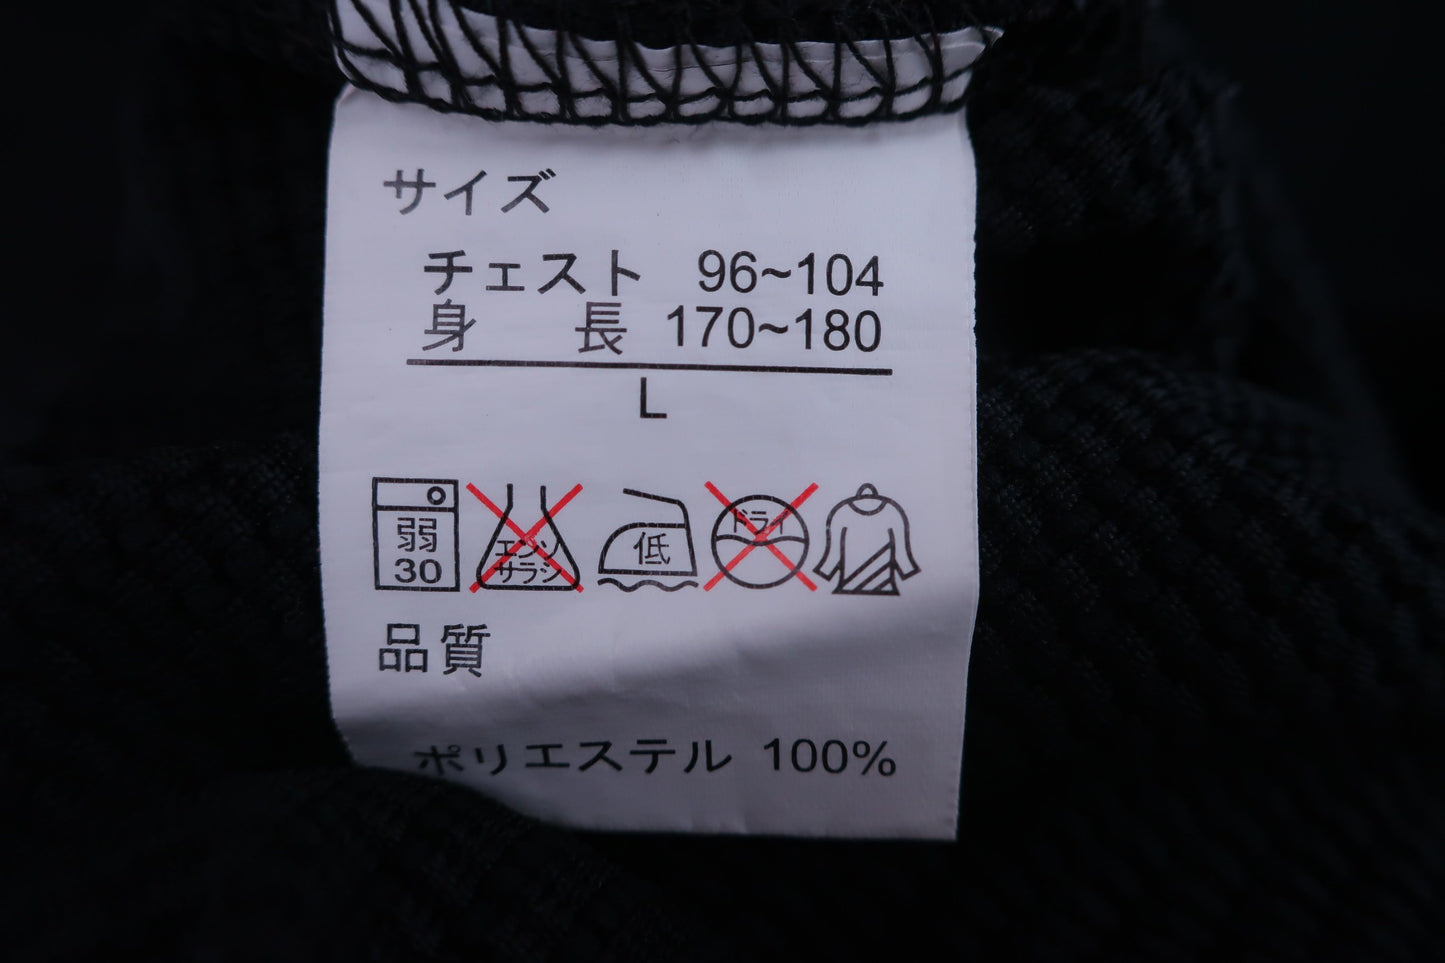 サイズ
チェスト 96~104
身長 170~180
L
弱 30
エンソ サラシ
低
ドライ
品質
ポリエステル 100%